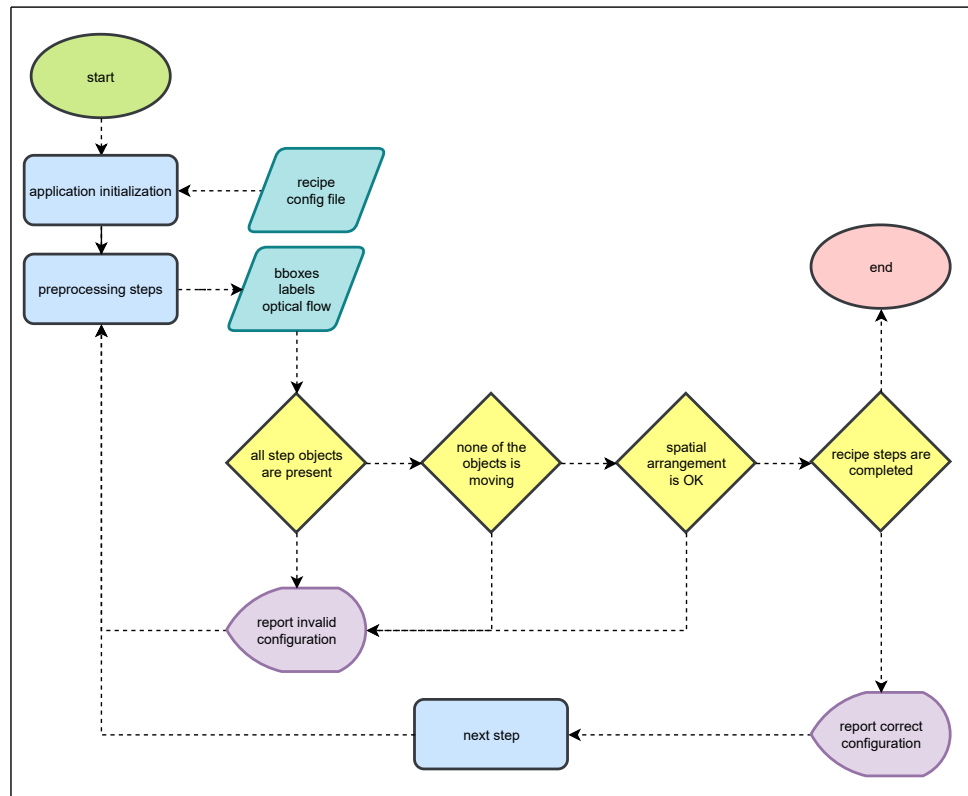 start
application initialization
recipe
config file
preprocessing steps
bboxes
labels
optical flow
end
all step objects
are present
none of the
objects is
moving
spatial
arrangement
is OK
recipe steps are
completed
report invalid
configuration
next step
report correct
configuration